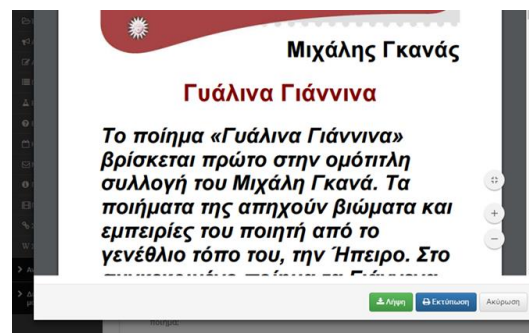 Μιχάλης Γκανάς
Γυάλινα Γιάννινα
Το ποίημα «Γυάλινα Γιάννινα»
βρίσκεται πρώτο στην ομότιτλη
συλλογή του Μιχάλη Γκανά. Τα
ποιήματα της απηχούν βιώματα και
εμπειρίες του ποιητή από το
γενέθλιο τόπο του, την Ήπειρο. Στο
Λήψη Εκτύπωση Ακύρωση